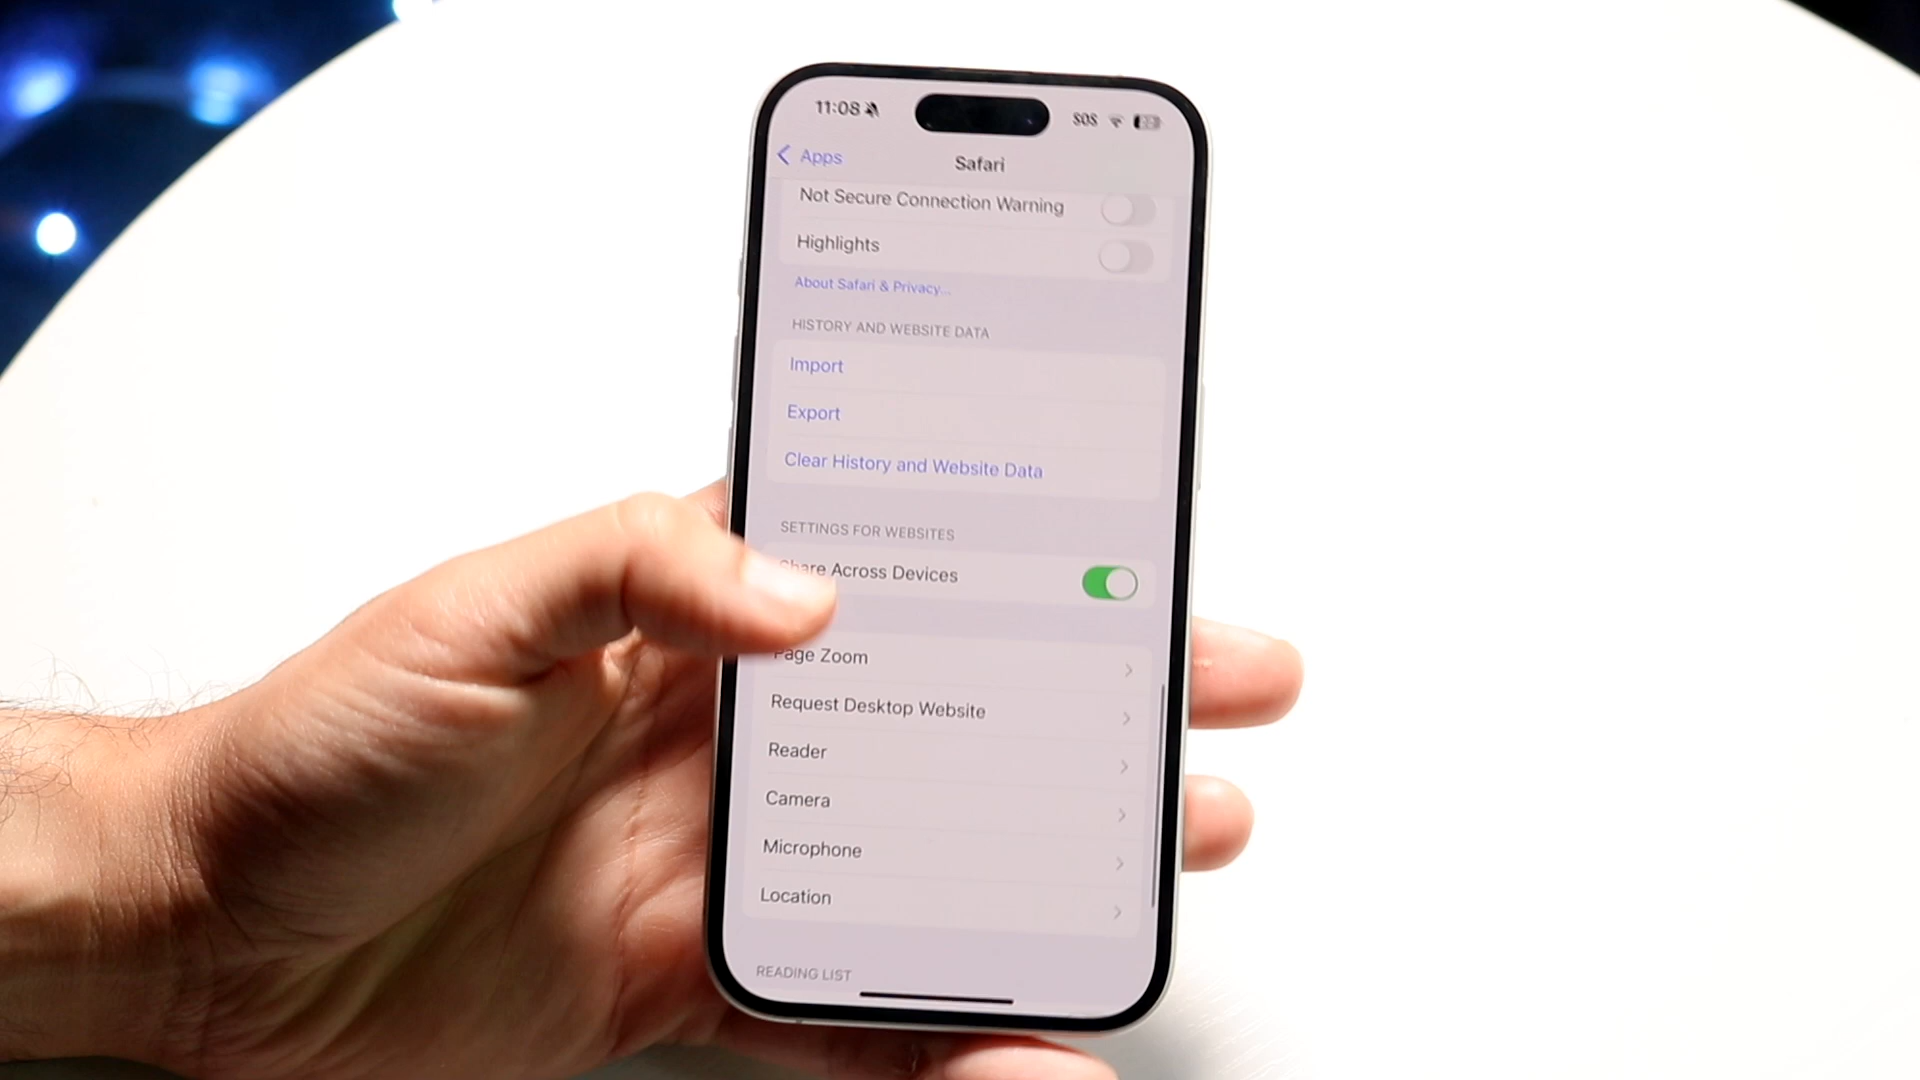 11:08
SOS
Apps
Safari
Not Secure Connection Warning
Highlights
About Safari & Privacy...
HISTORY AND WEBSITE DATA
Import
Export
Clear History and Website Data
SETTINGS FOR WEBSITES
Share Across Devices
Page Zoom
Request Desktop Website
Reader
Camera
Microphone
Location
READING LIST